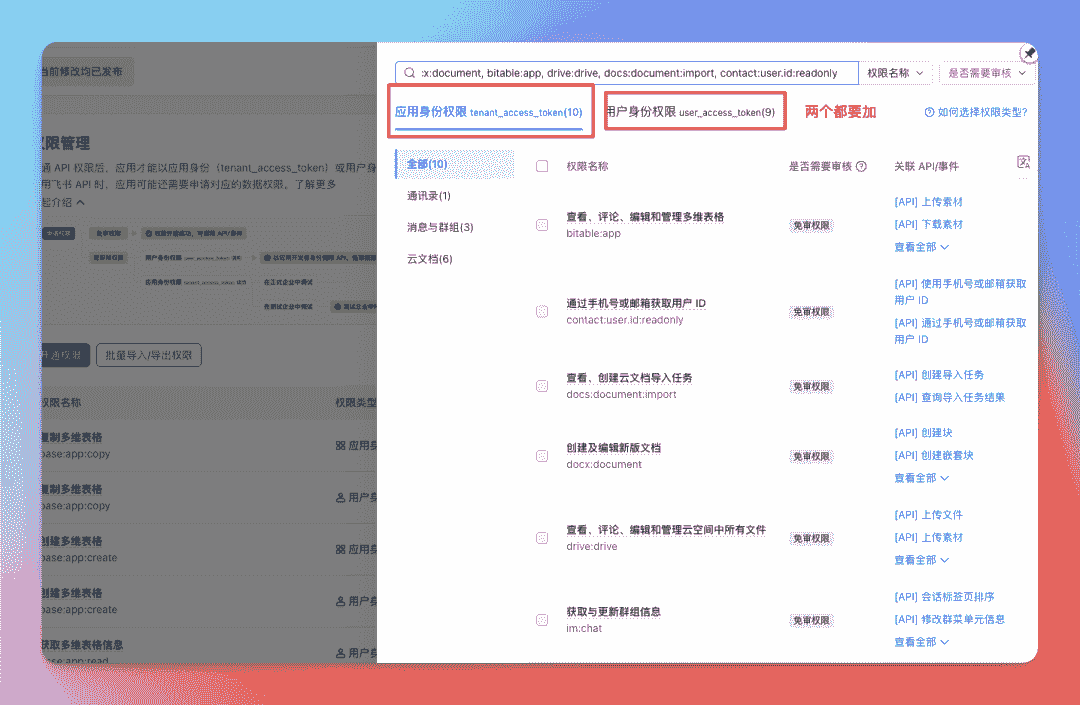 当前修改均已发布
权限管理
通 API 权限后，应用才能以应用身份（tenant_access_token）或用户身
用飞书 API 时，应用可能还需要申请对应的数据权限。了解更多
批量导入/导出权限
权限名称
权限类型
复制多维表格
base:app:copy
应用身
复制多维表格
base:app:copy
用户身
创建多维表格
base:app:create
应用身
创建多维表格
base:app:create
用户身
获取多维表格信息
base:app:read
用户身
:x:document, bitable:app, drive:drive, docs:document:import, contact:user.id:readonly
权限名称
是否需要审核
应用身份权限 tenant_access_token(10)
用户身份权限 user_access_token(9)
两个都要加
如何选择权限类型?
全部(10)
通讯录(1)
消息与群组(3)
云文档(6)
权限名称
是否需要审核
关联 API/事件
查看、评论、编辑和管理多维表格
bitable:app
免审权限
[API] 上传素材
[API] 下载素材
查看全部
通过手机号或邮箱获取用户 ID
contact:user.id:readonly
免审权限
[API] 使用手机号或邮箱获取
用户 ID
[API] 通过手机号或邮箱获取
用户 ID
查看、创建云文档导入任务
docs:document:import
免审权限
[API] 创建导入任务
[API] 查询导入任务结果
创建及编辑新版文档
docx:document
免审权限
[API] 创建块
[API] 创建嵌套块
查看全部
查看、评论、编辑和管理云空间中所有文件
drive:drive
免审权限
[API] 上传文件
[API] 上传素材
查看全部
获取与更新群组信息
im:chat
免审权限
[API] 会话标签页排序
[API] 修改群菜单元信息
查看全部